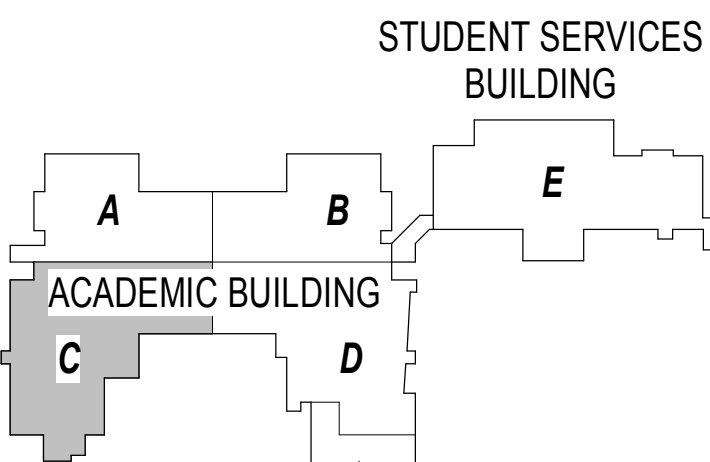 STUDENT SERVICES
BUILDING
E
A
B
ACADEMIC BUILDING
C
D